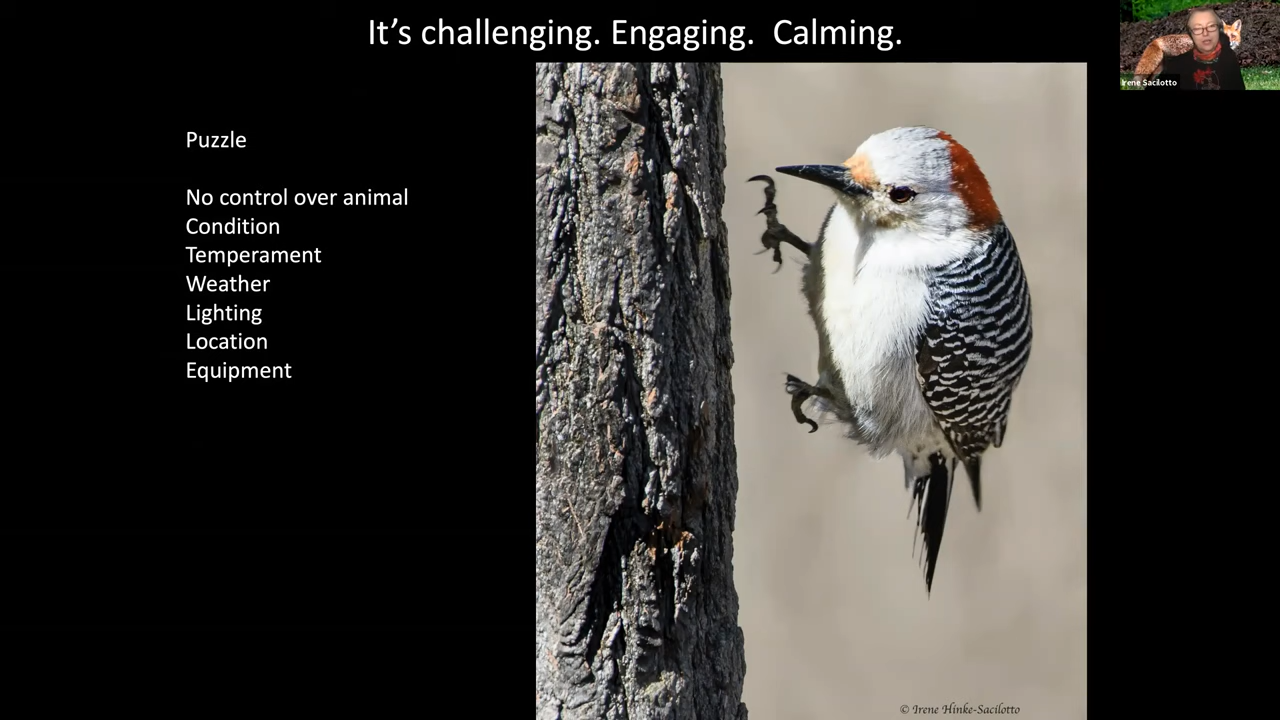 It's challenging. Engaging.  Calming.
Irene Sacilotto
Puzzle
No control over animal
Condition
Temperament
Weather
Lighting
Location
Equipment
© Irene Hinke-Sacilotto